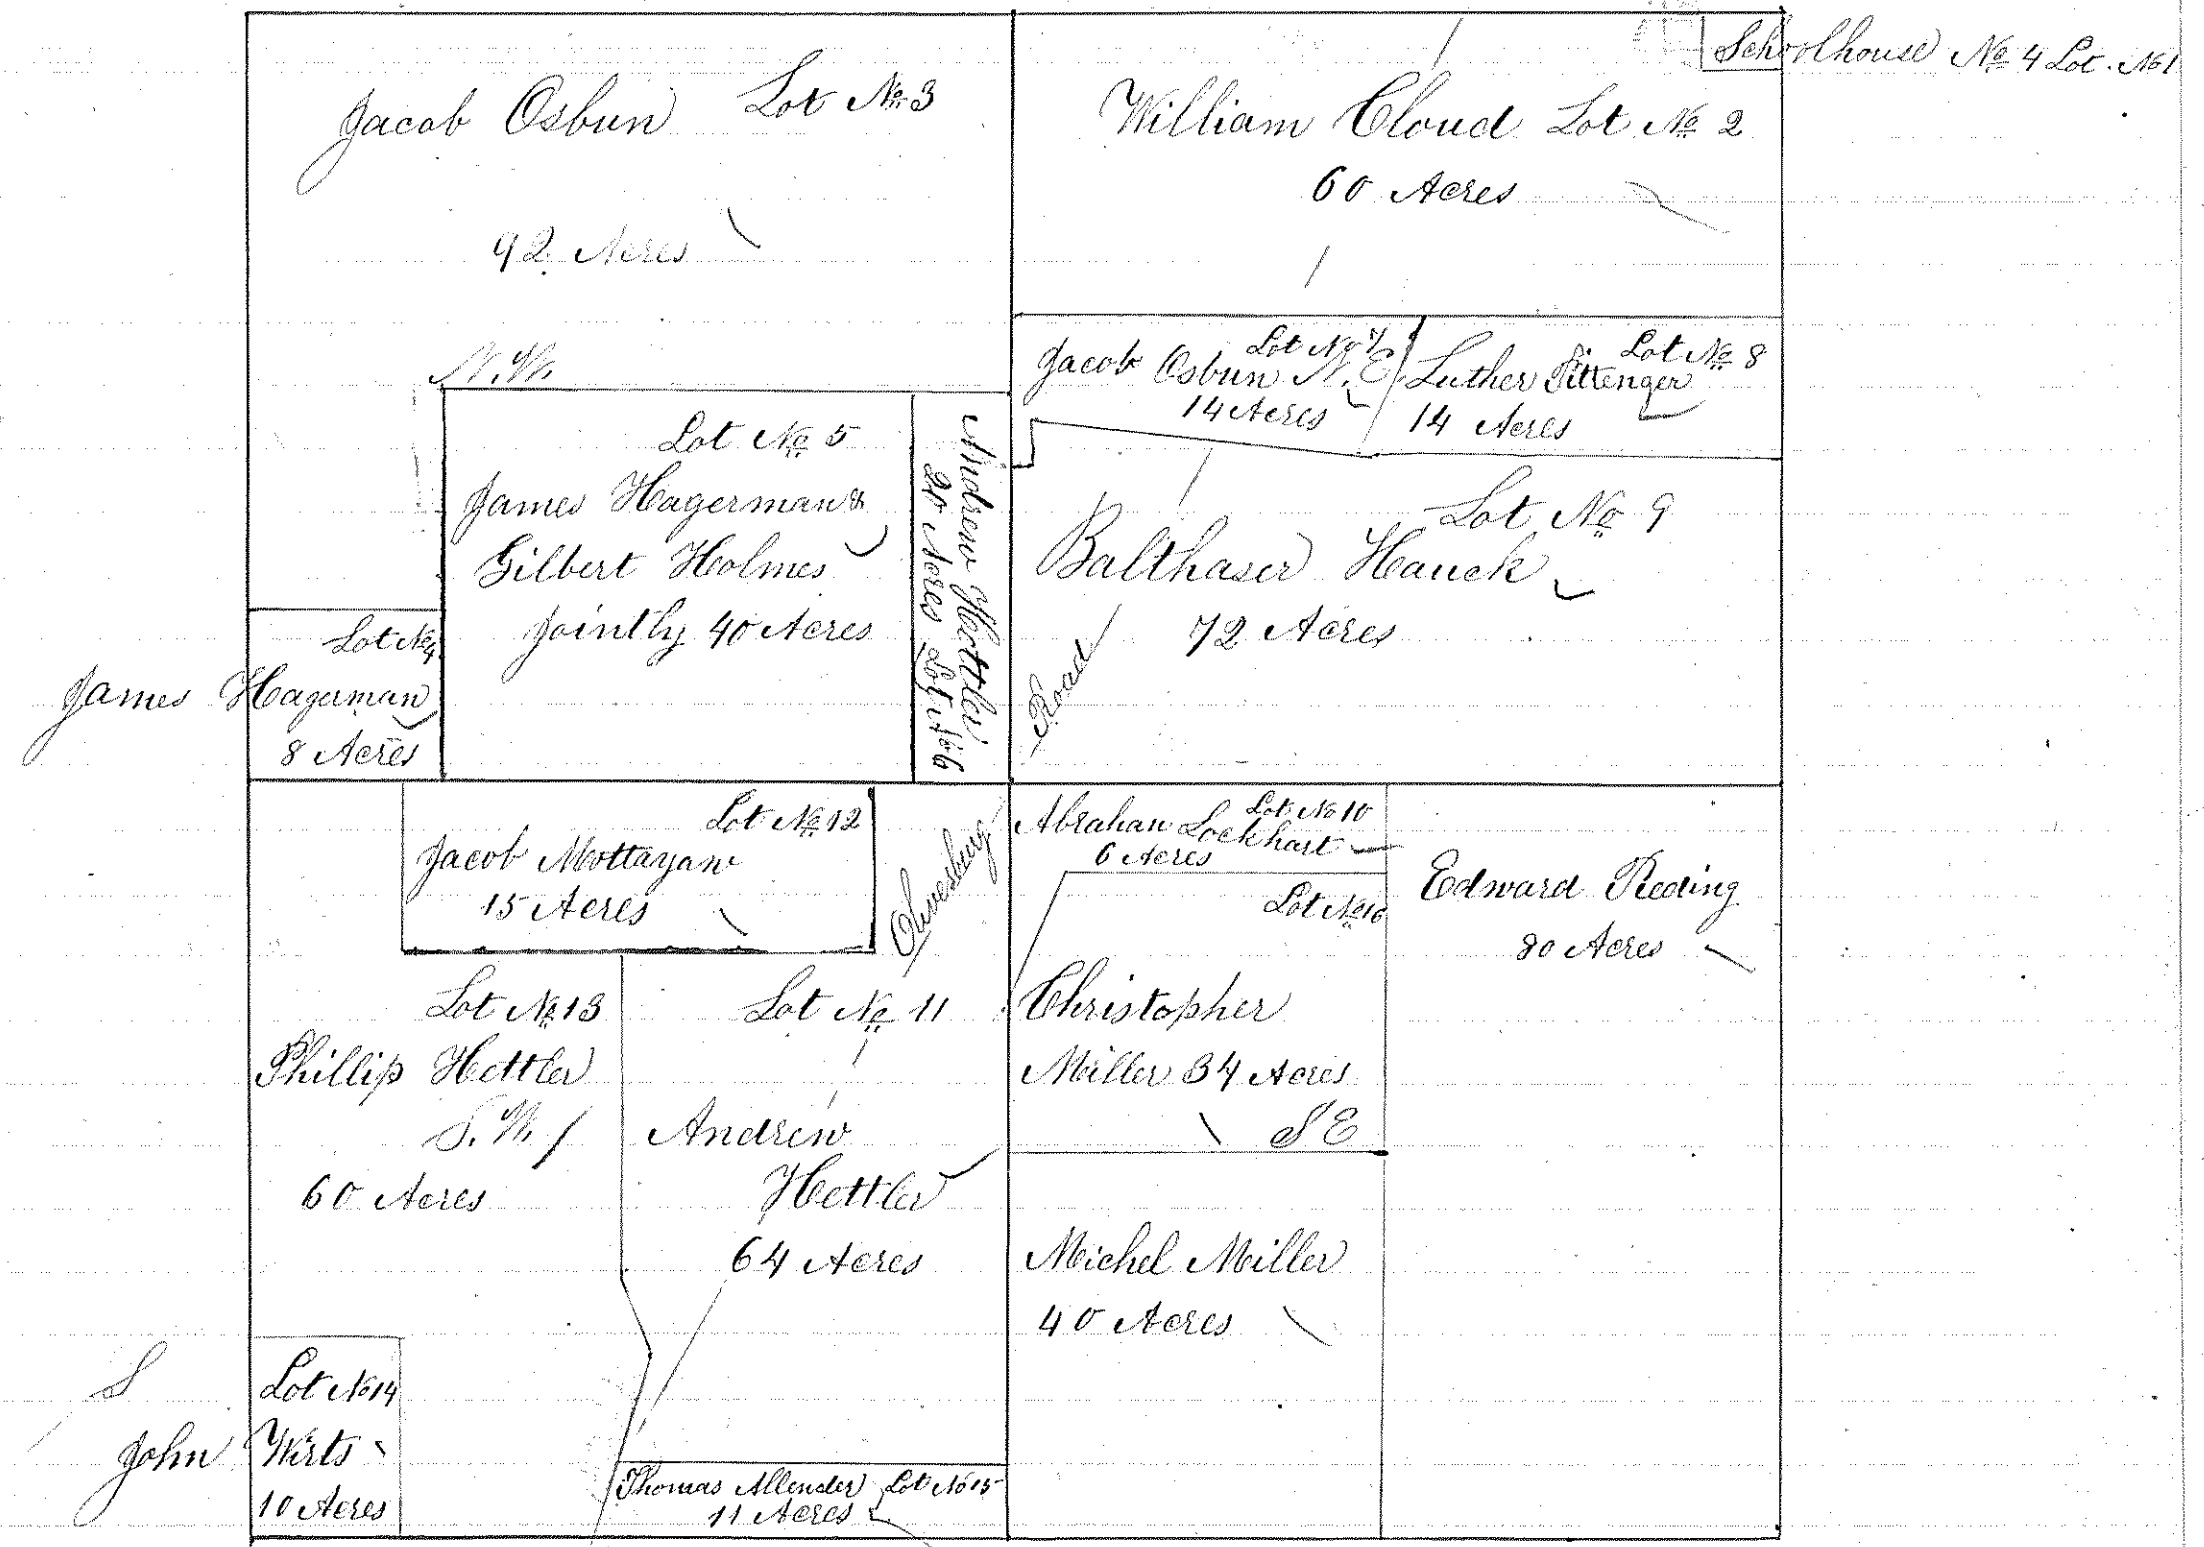 Schoolhouse No 4 Lot. No 1
Jacob Osbun Lot No 3
92 Acres
N.W.
William Cloud Lot No 2
60 Acres
Lot No 7
Jacob Osbun N.E
14 Acres
Lot No 8
Luther Pittenger
14 Acres
Lot No 5
James Hagerman &
Gilbert Holmes
Jointly 40 Acres
Andrew Hettler
20 Acres Lot No 6
Lot No 9
Balthaser Hauck
72 Acres
Road
Lot No 4
James Hagerman
8 Acres
Lot No 12
Jacob Mottayaw
15 Acres
Olivesburg
Lot No 10
Abraham Lockhart
6 Acres
Lot No 16
Christopher
Miller 34 Acres
S E
Edward Reeding
80 Acres
Lot No 13
Phillip Hettler
S.W.
60 Acres
Lot No 11
Andrew
Hettler
64 Acres
Michel Miller
40 Acres
S
Lot No 14
John Wirts
10 Acres
Thomas Allender Lot No 15
11 Acres